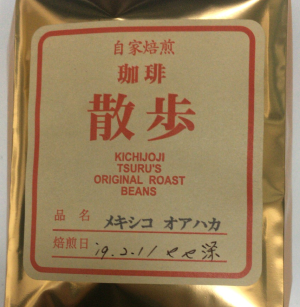 自家焙煎
珈琲
散歩
KICHIJOJI
TSURU'S
ORIGINAL ROAST
BEANS
品名 メキシコ オアハカ
焙煎日 19.2.11 やや深